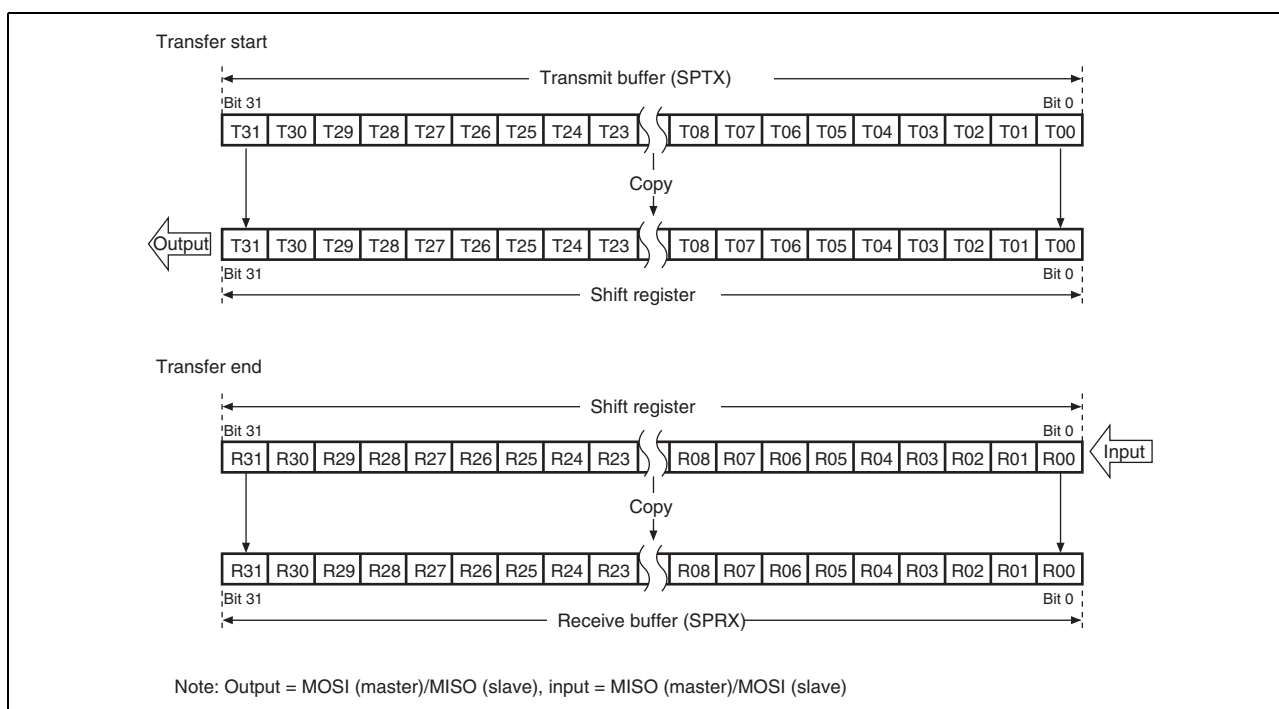 Transfer start
Transmit buffer (SPTX)
Bit 31 Bit 0
T31 T30 T29 T28 T27 T26 T25 T24 T23 T08 T07 T06 T05 T04 T03 T02 T01 T00
Copy
Output T31 T30 T29 T28 T27 T26 T25 T24 T23 T08 T07 T06 T05 T04 T03 T02 T01 T00
Bit 31 Bit 0
Shift register
Transfer end
Shift register
Bit 31 Bit 0
R31 R30 R29 R28 R27 R26 R25 R24 R23 R08 R07 R06 R05 R04 R03 R02 R01 R00 Input
Copy
R31 R30 R29 R28 R27 R26 R25 R24 R23 R08 R07 R06 R05 R04 R03 R02 R01 R00
Bit 31 Bit 0
Receive buffer (SPRX)
Note: Output = MOSI (master)/MISO (slave), input = MISO (master)/MOSI (slave)